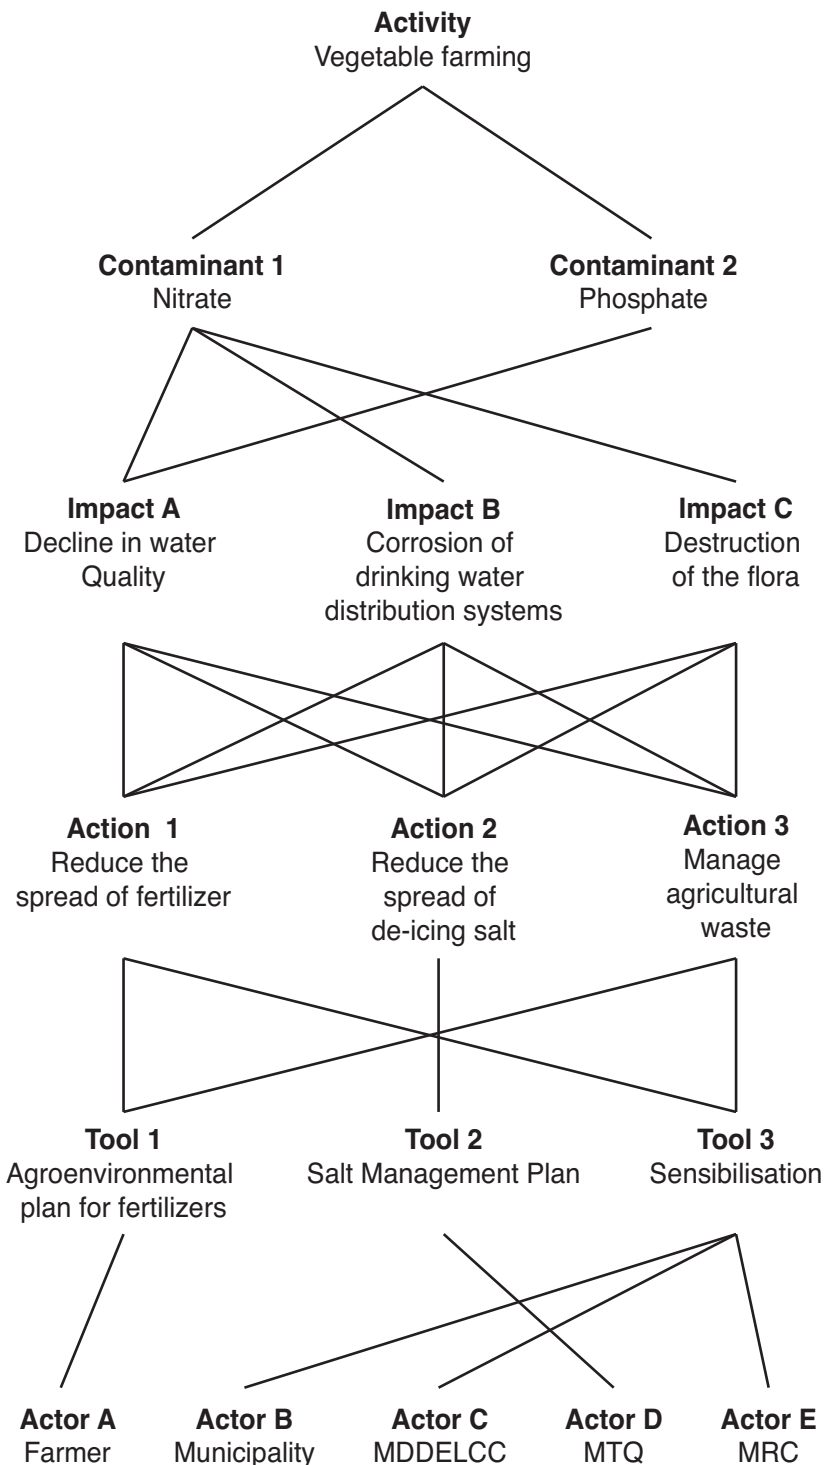 Activity
Vegetable farming
Contaminant 1
Nitrate
Contaminant 2
Phosphate
Impact A
Decline in water
Quality
Impact B
Corrosion of
drinking water
distribution systems
Impact C
Destruction
of the flora
Action 1
Reduce the
spread of fertilizer
Action 2
Reduce the
spread of
de-icing salt
Action 3
Manage
agricultural
waste
Tool 1
Agroenvironmental
plan for fertilizers
Tool 2
Salt Management Plan
Tool 3
Sensibilisation
Actor A
Farmer
Actor B
Municipality
Actor C
MDDELCC
Actor D
MTQ
Actor E
MRC